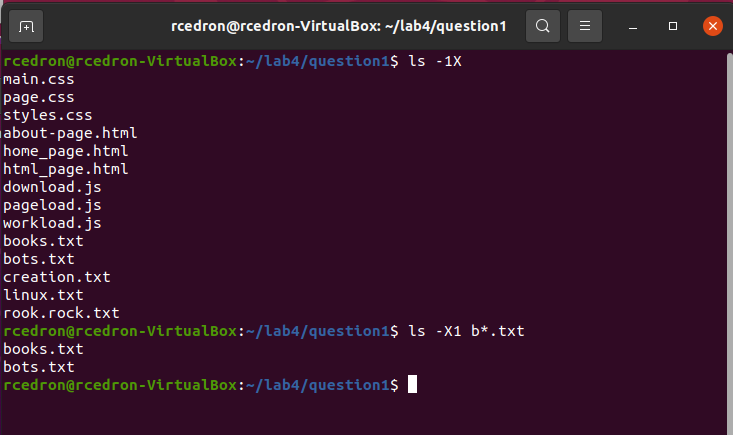 rcedron@rcedron-VirtualBox: ~/lab4/question1
rcedron@rcedron-VirtualBox:~/lab4/question1$ ls -1X
main.css
page.css
styles.css
about-page.html
home_page.html
html_page.html
download.js
pageload.js
workload.js
books.txt
bots.txt
creation.txt
linux.txt
rook.rock.txt
rcedron@rcedron-VirtualBox:~/lab4/question1$ ls -X1 b*.txt
books.txt
bots.txt
rcedron@rcedron-VirtualBox:~/lab4/question1$